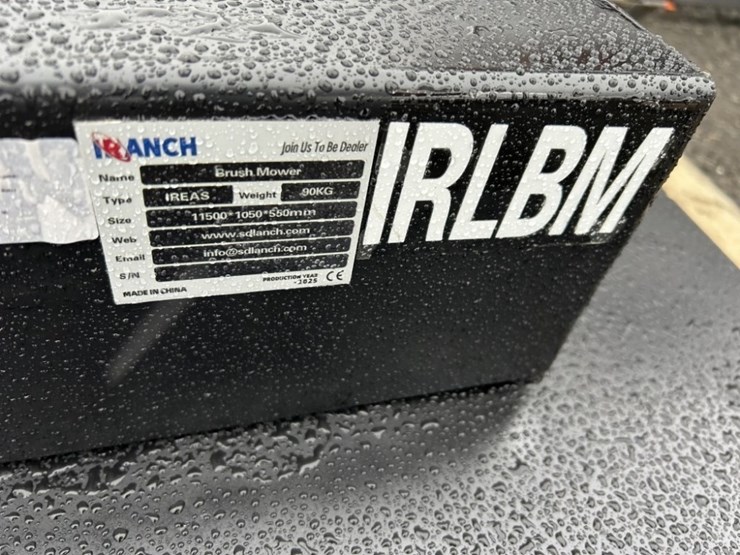 IRANCH Join Us To Be Dealer
Name Brush Mower
Type IREAS Weight 90KG
Size 11500*1050*550mm
Web www.sdlanch.com
Email info@sdlanch.com
S/N
PRODUCTION YEAR
-2025 CE
MADE IN CHINA
IRLBM